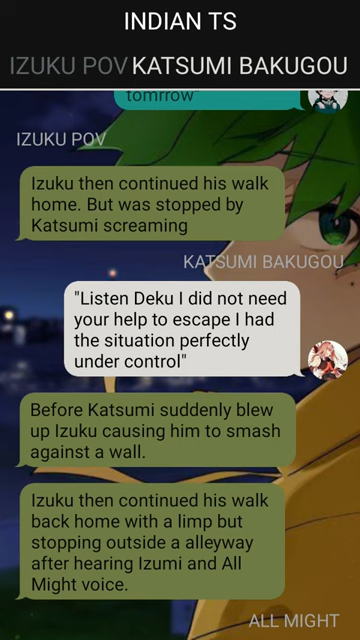 INDIAN TS
IZUKU POV KATSUMI BAKUGOU
tomrrow"
IZUKU POV
Izuku then continued his walk
home. But was stopped by
Katsumi screaming
KATSUMI BAKUGOU
"Listen Deku I did not need
your help to escape I had
the situation perfectly
under control"
Before Katsumi suddenly blew
up Izuku causing him to smash
against a wall.
Izuku then continued his walk
back home with a limp but
stopping outside a alleyway
after hearing Izumi and All
Might voice.
ALL MIGHT